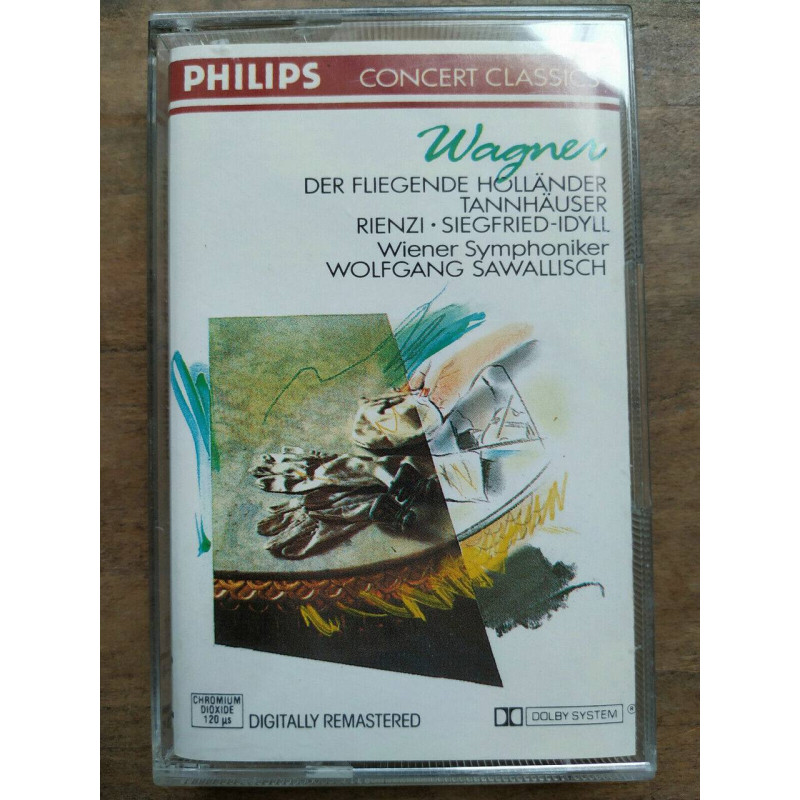 PHILIPS CONCERT CLASSICS
Wagner
DER FLIEGENDE HOLLÄNDER
TANNHÄUSER
RIENZI · SIEGFRIED-IDYLL
Wiener Symphoniker
WOLFGANG SAWALLISCH
CHROMIUM
DIOXIDE
120 µs
DIGITALLY REMASTERED
DOLBY SYSTEM ®